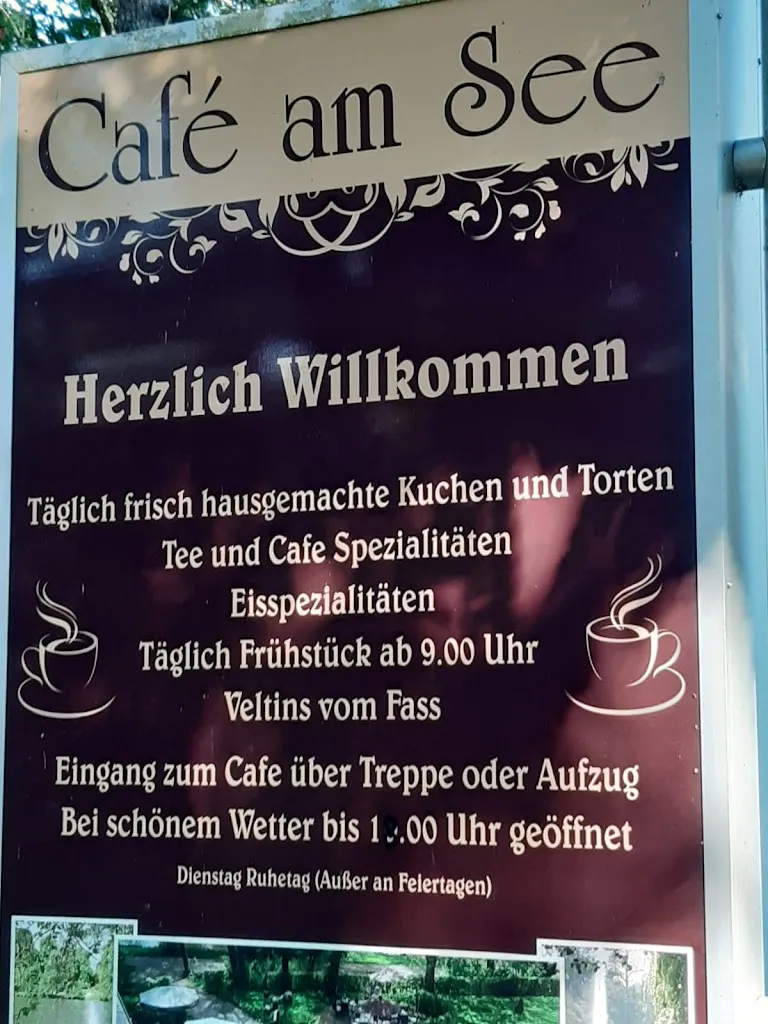 Café am See
Herzlich Willkommen
Täglich frisch hausgemachte Kuchen und Torten
Tee und Cafe Spezialitäten
Eisspezialitäten
Täglich Frühstück ab 9.00 Uhr
Veltins vom Fass
Eingang zum Cafe über Treppe oder Aufzug
Bei schönem Wetter bis Uhr geöffnet
Dienstag Ruhetag (Außer an Feiertagen)